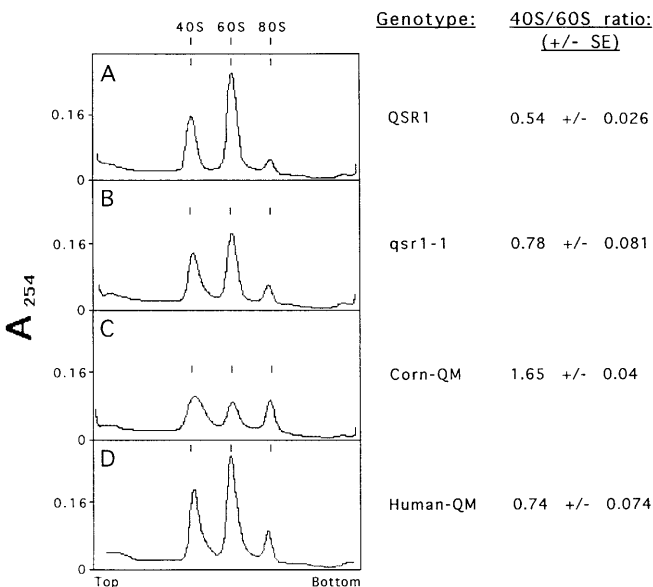 Genotype: 40S/60S ratio:
(+/- SE)
40S 60S 80S
A
0.16
0
QSR1 0.54 +/- 0.026
B
0.16
0
qsr1-1 0.78 +/- 0.081
A254
C
0.16
0
Corn-QM 1.65 +/- 0.04
D
0.16
0
Human-QM 0.74 +/- 0.074
Top Bottom